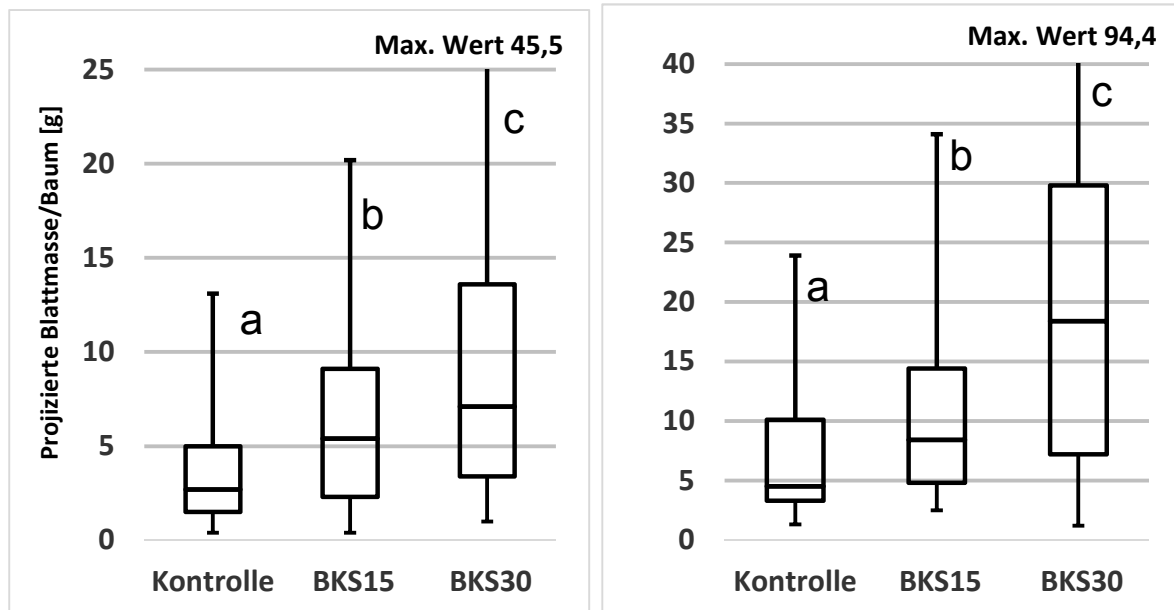 Max. Wert 45,5
Projizierte Blattmasse/Baum [g]
25
20
15
10
5
0
a
b
c
Kontrolle BKS15 BKS30
Max. Wert 94,4
40
35
30
25
20
15
10
5
0
a
b
c
Kontrolle BKS15 BKS30